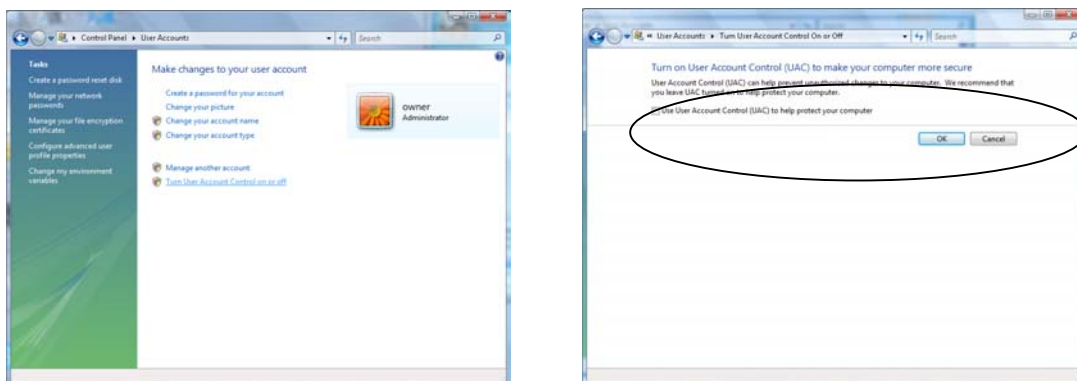 Control Panel ▸ User Accounts
Search
Tasks
Create a password reset disk
Manage your network
passwords
Manage your file encryption
certificates
Configure advanced user
profile properties
Change my environment
variables
Make changes to your user account
Create a password for your account
Change your picture
Change your account name
Change your account type
Manage another account
Turn User Account Control on or off
owner
Administrator
« User Accounts ▸ Turn User Account Control On or Off
Search
Turn on User Account Control (UAC) to make your computer more secure
User Account Control (UAC) can help prevent unauthorized changes to your computer. We recommend that
you leave UAC turned on to help protect your computer.
Use User Account Control (UAC) to help protect your computer
OK
Cancel